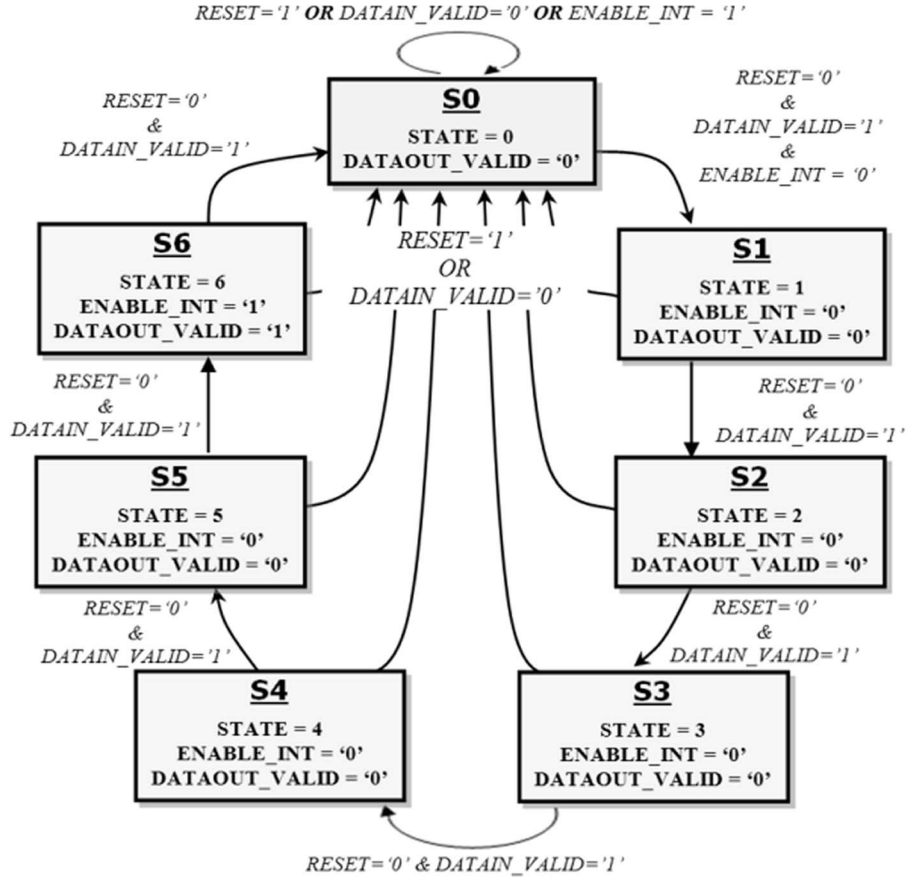 RESET='1' OR DATAIN_VALID='0' OR ENABLE_INT = '1'
S0
STATE = 0
DATAOUT_VALID = '0'
RESET='0'
&
DATAIN_VALID='1'
&
ENABLE_INT = '0'
RESET='0'
&
DATAIN_VALID='1'
S6
STATE = 6
ENABLE_INT = '1'
DATAOUT_VALID = '1'
RESET='1'
OR
DATAIN_VALID='0'
S1
STATE = 1
ENABLE_INT = '0'
DATAOUT_VALID = '0'
RESET='0'
&
DATAIN_VALID='1'
RESET='0'
&
DATAIN_VALID='1'
S5
STATE = 5
ENABLE_INT = '0'
DATAOUT_VALID = '0'
S2
STATE = 2
ENABLE_INT = '0'
DATAOUT_VALID = '0'
RESET='0'
&
DATAIN_VALID='1'
RESET='0'
&
DATAIN_VALID='1'
S4
STATE = 4
ENABLE_INT = '0'
DATAOUT_VALID = '0'
S3
STATE = 3
ENABLE_INT = '0'
DATAOUT_VALID = '0'
RESET='0' & DATAIN_VALID='1'